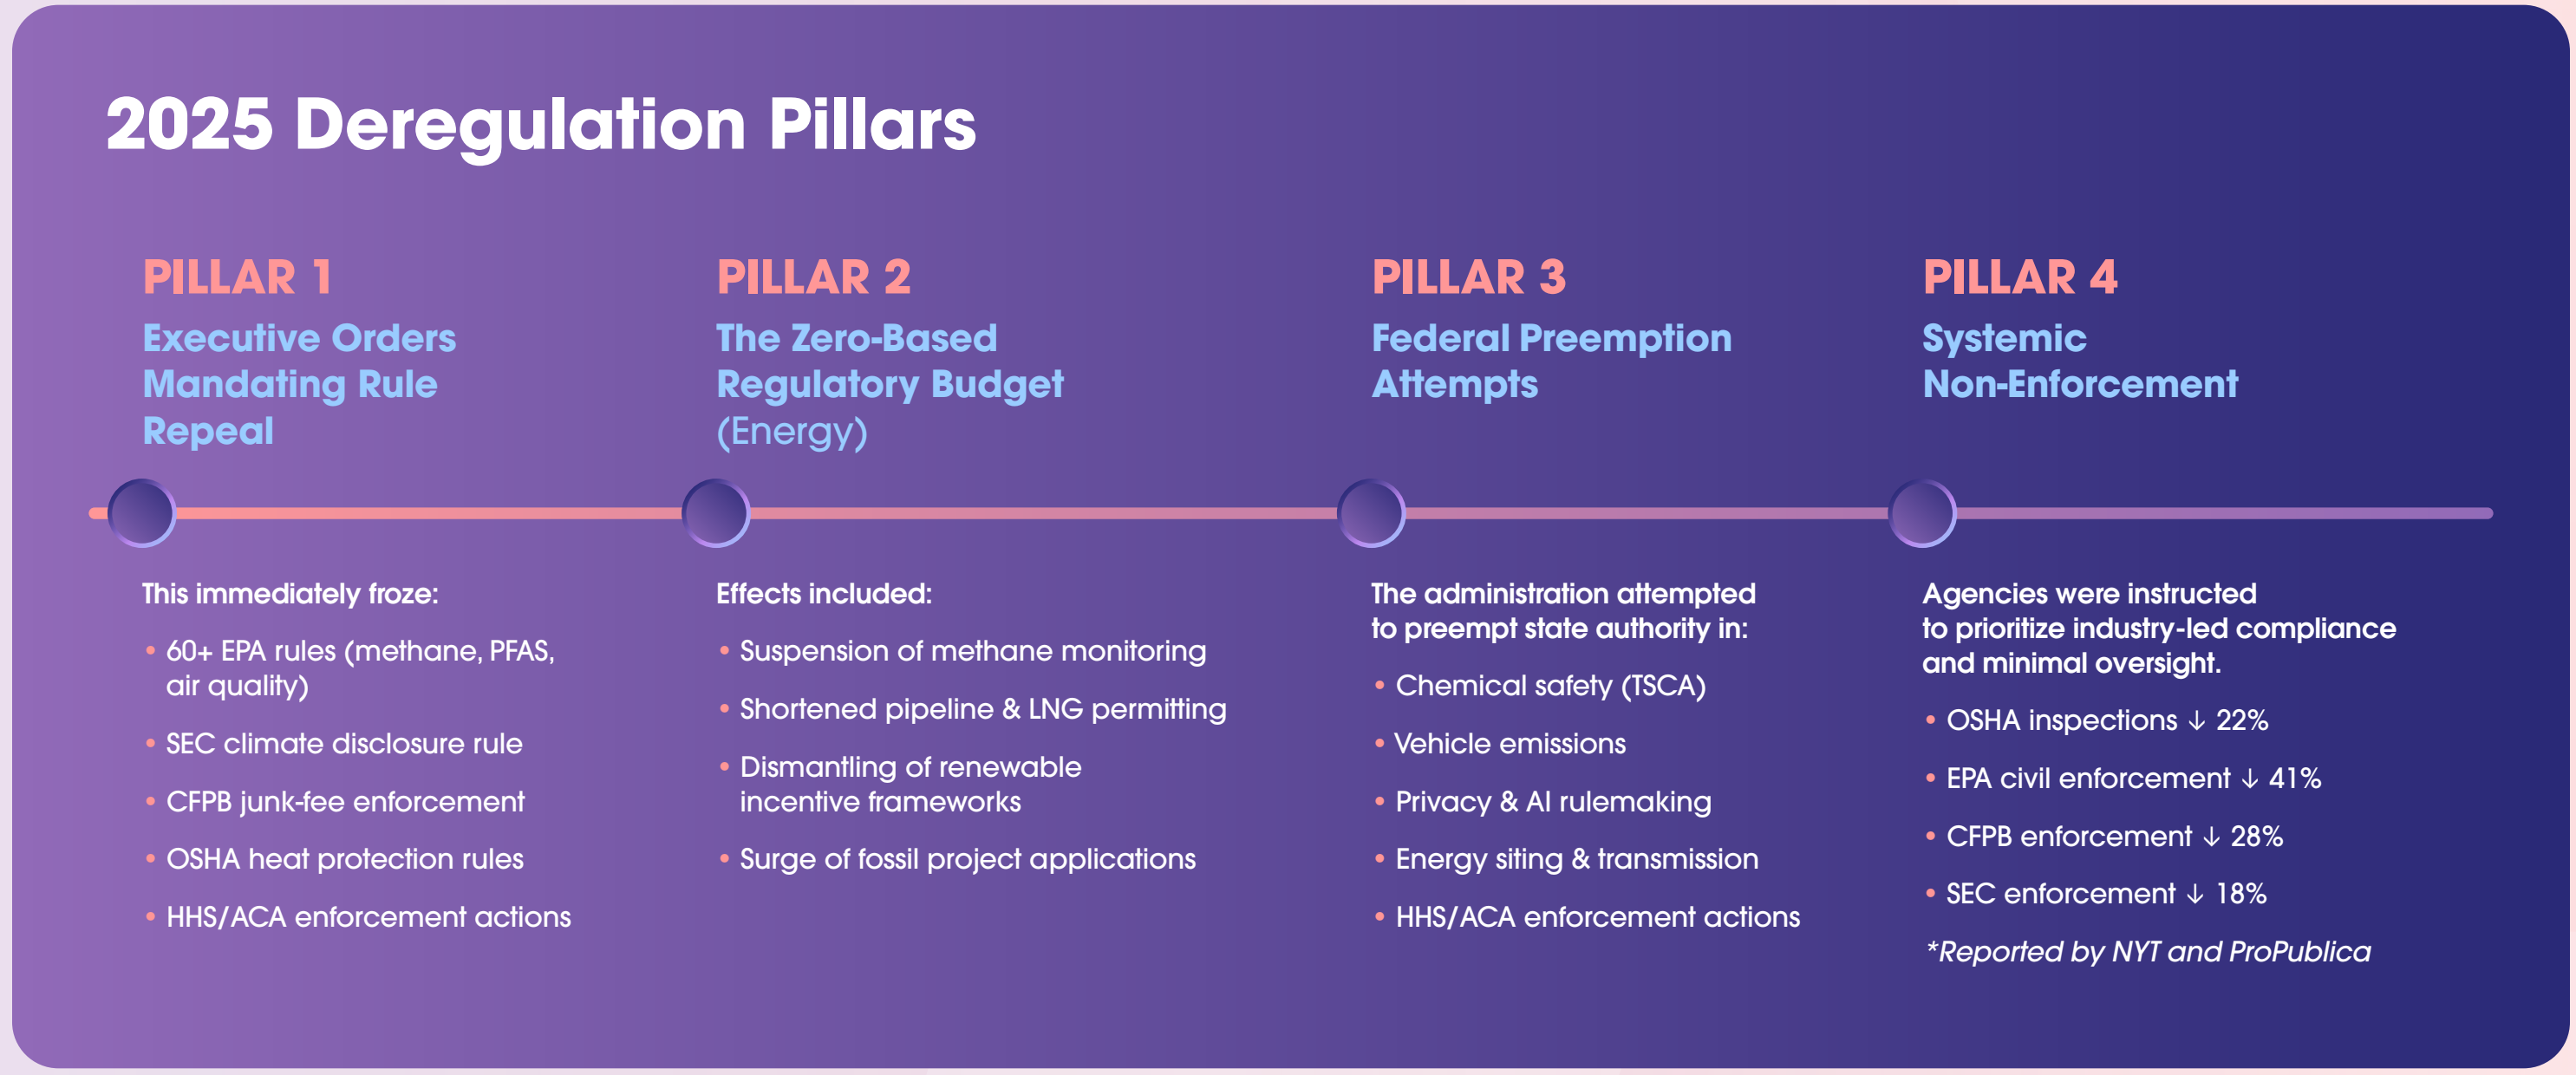 2025 Deregulation Pillars
PILLAR 1
Executive Orders
Mandating Rule
Repeal
This immediately froze:
• 60+ EPA rules (methane, PFAS,
air quality)
• SEC climate disclosure rule
• CFPB junk-fee enforcement
• OSHA heat protection rules
• HHS/ACA enforcement actions
PILLAR 2
The Zero-Based
Regulatory Budget
(Energy)
Effects included:
• Suspension of methane monitoring
• Shortened pipeline & LNG permitting
• Dismantling of renewable
incentive frameworks
• Surge of fossil project applications
PILLAR 3
Federal Preemption
Attempts
The administration attempted
to preempt state authority in:
• Chemical safety (TSCA)
• Vehicle emissions
• Privacy & AI rulemaking
• Energy siting & transmission
• HHS/ACA enforcement actions
PILLAR 4
Systemic
Non-Enforcement
Agencies were instructed
to prioritize industry-led compliance
and minimal oversight.
• OSHA inspections ↓ 22%
• EPA civil enforcement ↓ 41%
• CFPB enforcement ↓ 28%
• SEC enforcement ↓ 18%
*Reported by NYT and ProPublica